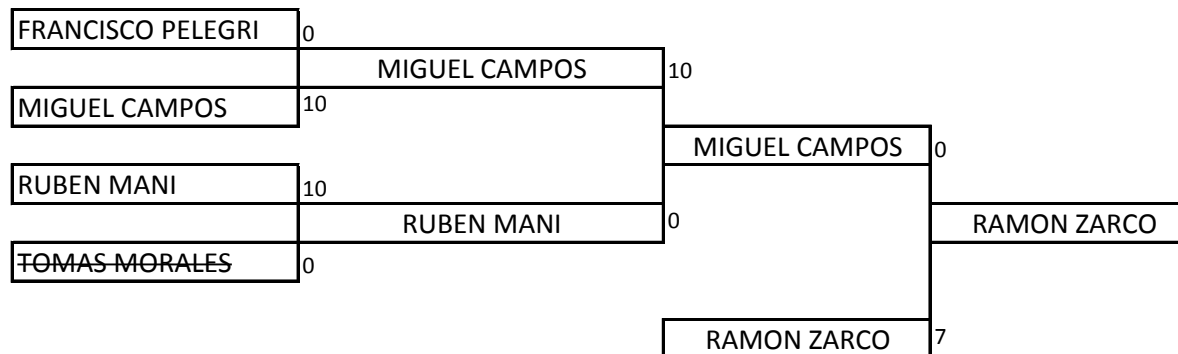 FRANCISCO PELEGRI
0
MIGUEL CAMPOS
10
MIGUEL CAMPOS
10
MIGUEL CAMPOS
0
RUBEN MANI
10
RUBEN MANI
0
RAMON ZARCO
TOMAS MORALES
0
RAMON ZARCO
7